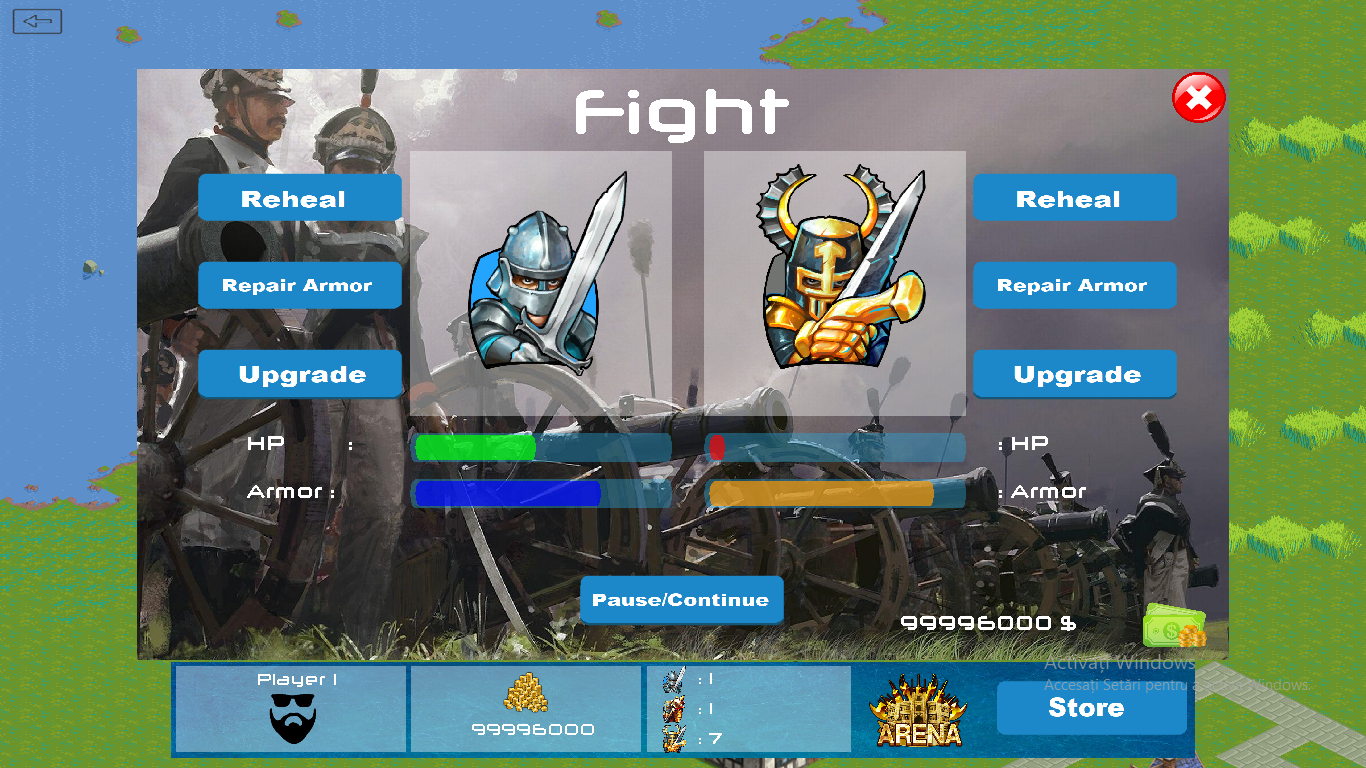 Fight
Reheal
Reheal
Repair Armor
Repair Armor
Upgrade
Upgrade
HP :
: HP
Armor :
: Armor
Pause/Continue
99996000 $
Player 1
99996000
: 1
: 1
: 7
ARENA
Store
Activați Windows
Accesați Setări pentru a Windows.